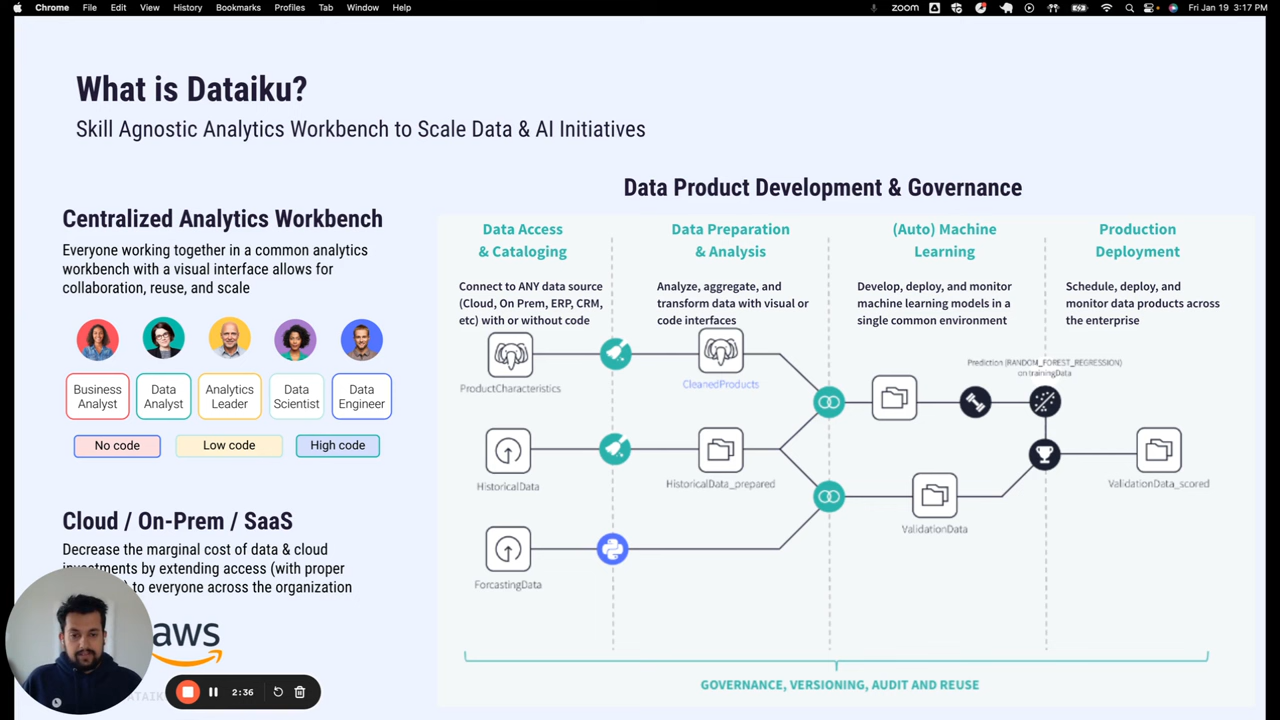 Chrome File Edit View History Bookmarks Profiles Tab Window Help
zoom
Fri Jan 19 3:17 PM
What is Dataiku?
Skill Agnostic Analytics Workbench to Scale Data & AI Initiatives
Centralized Analytics Workbench
Everyone working together in a common analytics
workbench with a visual interface allows for
collaboration, reuse, and scale
Business
Analyst
Data
Analyst
Analytics
Leader
Data
Scientist
Data
Engineer
No code
Low code
High code
Cloud / On-Prem / SaaS
Decrease the marginal cost of data & cloud
investments by extending access (with proper
to everyone across the organization
aws
2:36
Data Product Development & Governance
Data Access
& Cataloging
Connect to ANY data source
(Cloud, On Prem, ERP, CRM,
etc) with or without code
Data Preparation
& Analysis
Analyze, aggregate, and
transform data with visual or
code interfaces
(Auto) Machine
Learning
Develop, deploy, and monitor
machine learning models in a
single common environment
Production
Deployment
Schedule, deploy, and
monitor data products across
the enterprise
ProductCharacteristics
CleanedProducts
Prediction (RANDOM_FOREST_REGRESSION)
on trainingData
HistoricalData
HistoricalData_prepared
ValidationData_scored
ValidationData
ForcastingData
GOVERNANCE, VERSIONING, AUDIT AND REUSE